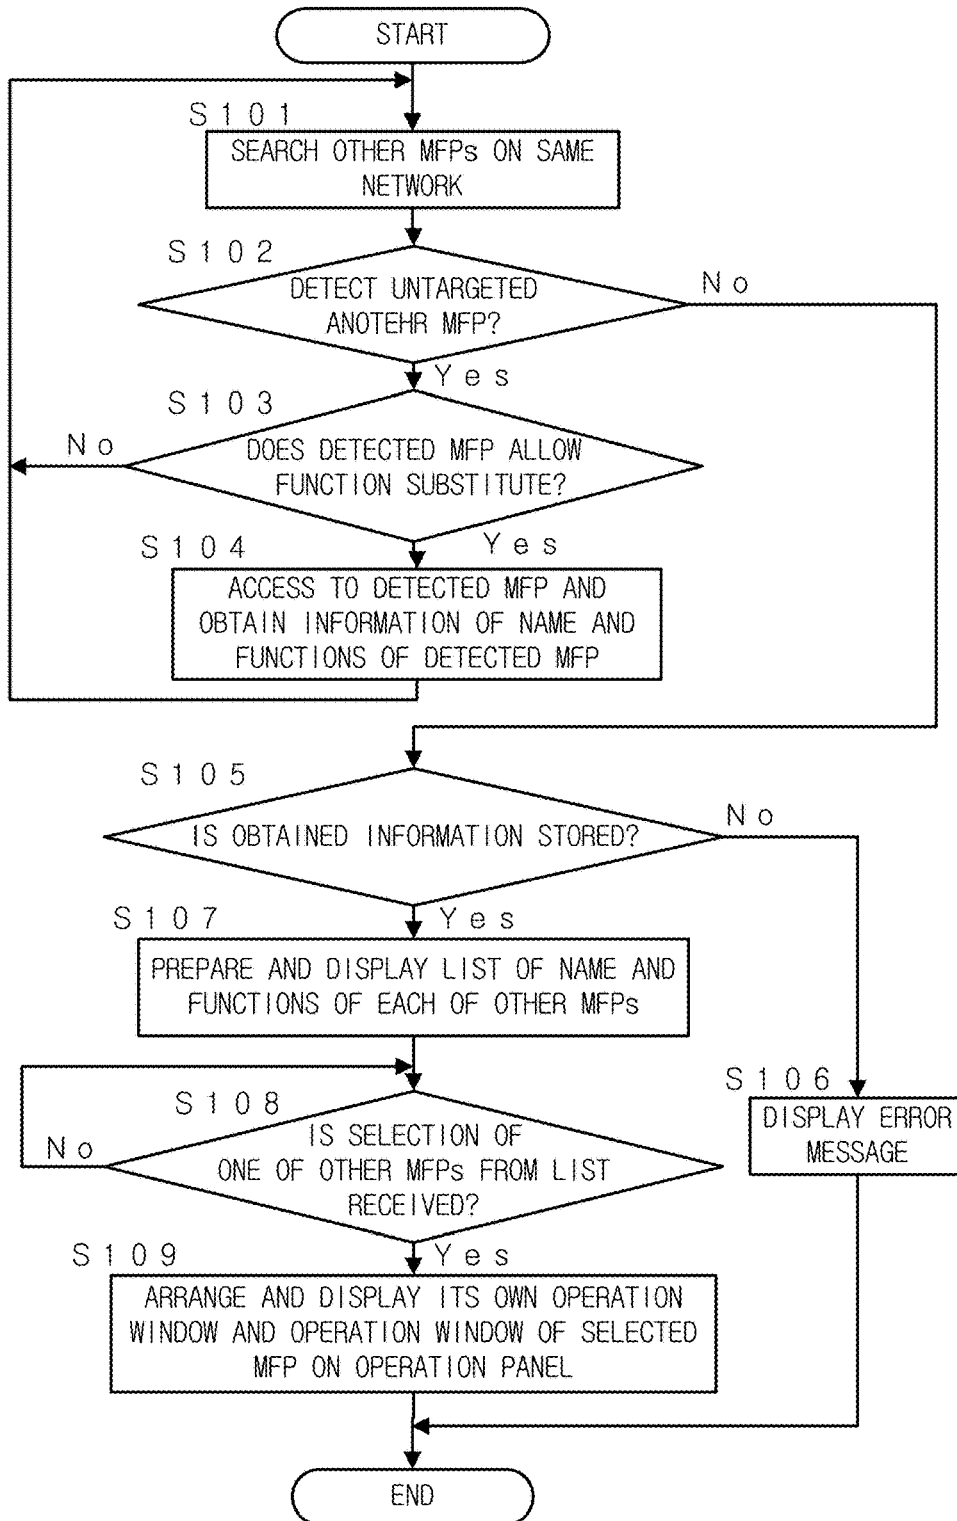 START
S101
SEARCH OTHER MFPs ON SAME
NETWORK
S102
DETECT UNTARGETED
ANOTEHR MFP?
No
Yes
S103
No
DOES DETECTED MFP ALLOW
FUNCTION SUBSTITUTE?
Yes
S104
ACCESS TO DETECTED MFP AND
OBTAIN INFORMATION OF NAME AND
FUNCTIONS OF DETECTED MFP
S105
IS OBTAINED INFORMATION STORED?
No
Yes
S107
PREPARE AND DISPLAY LIST OF NAME AND
FUNCTIONS OF EACH OF OTHER MFPs
S106
DISPLAY ERROR
MESSAGE
S108
No
IS SELECTION OF
ONE OF OTHER MFPs FROM LIST
RECEIVED?
Yes
S109
ARRANGE AND DISPLAY ITS OWN OPERATION
WINDOW AND OPERATION WINDOW OF SELECTED
MFP ON OPERATION PANEL
END